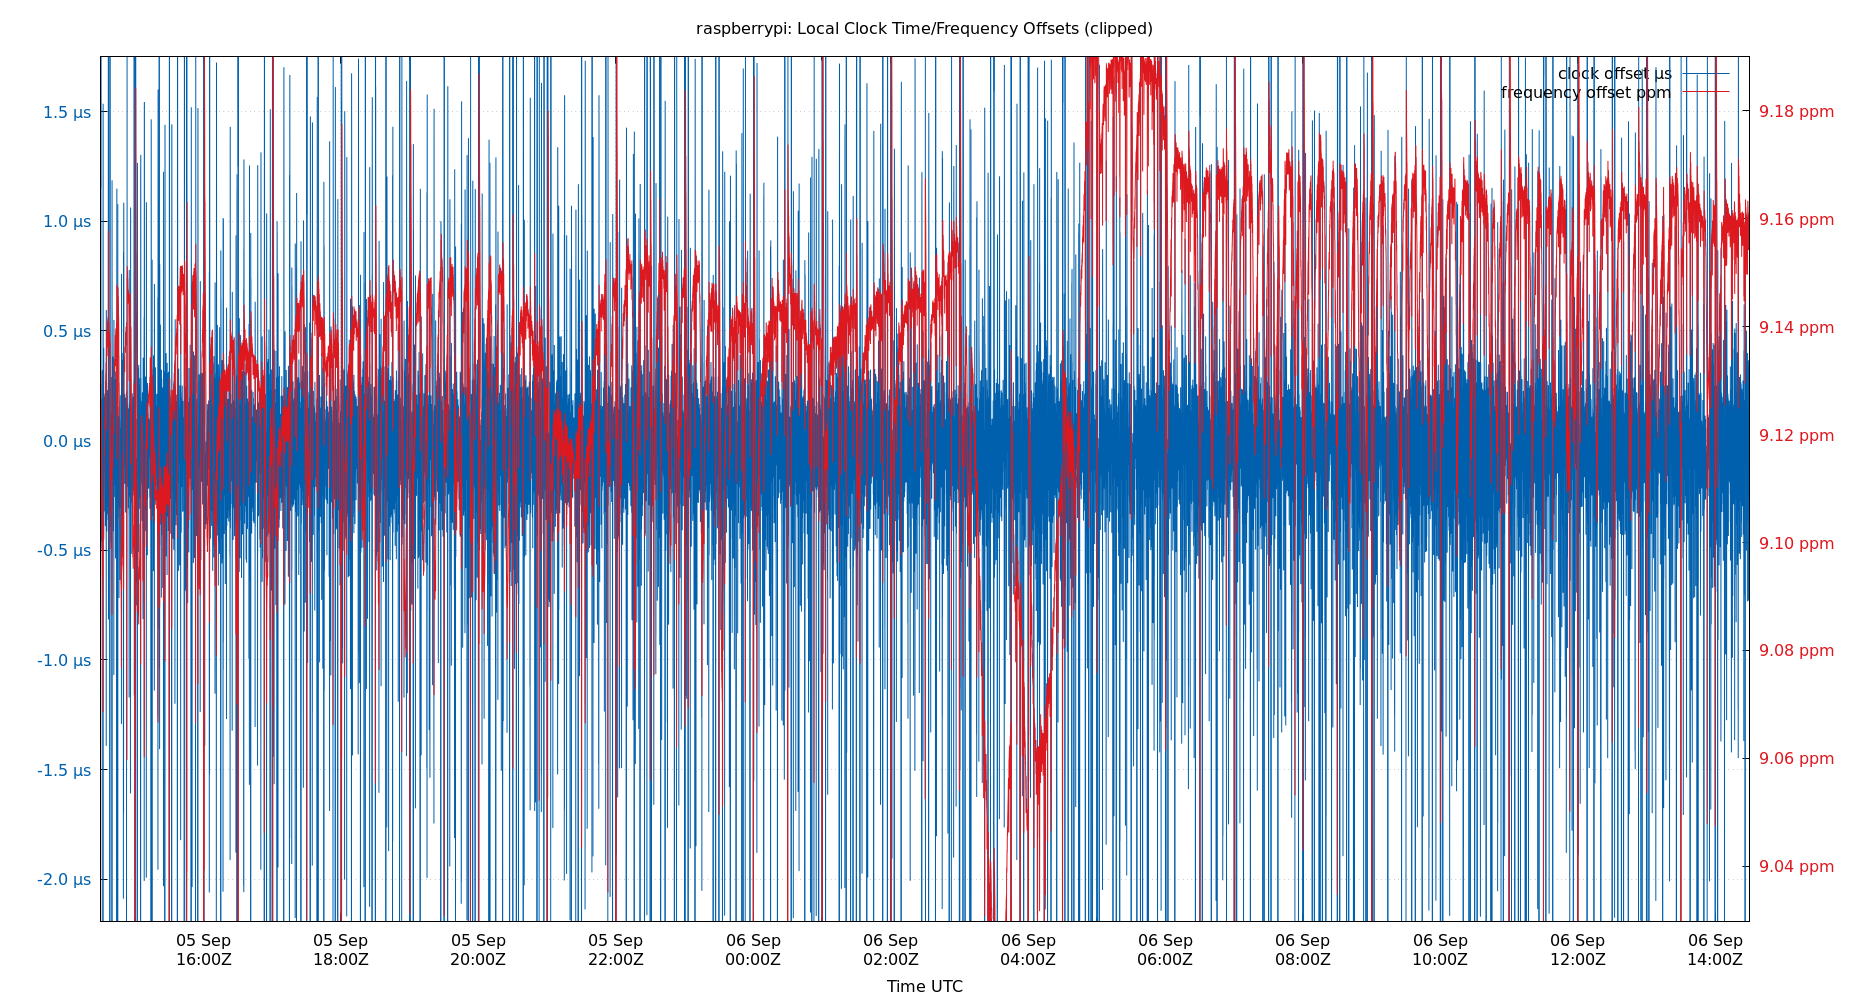 raspberrypi: Local Clock Time/Frequency Offsets (clipped)
clock offset µs
frequency offset ppm
1.5 µs
1.0 µs
0.5 µs
0.0 µs
-0.5 µs
-1.0 µs
-1.5 µs
-2.0 µs
9.18 ppm
9.16 ppm
9.14 ppm
9.12 ppm
9.10 ppm
9.08 ppm
9.06 ppm
9.04 ppm
05 Sep
16:00Z
05 Sep
18:00Z
05 Sep
20:00Z
05 Sep
22:00Z
06 Sep
00:00Z
06 Sep
02:00Z
06 Sep
04:00Z
06 Sep
06:00Z
06 Sep
08:00Z
06 Sep
10:00Z
06 Sep
12:00Z
06 Sep
14:00Z
Time UTC